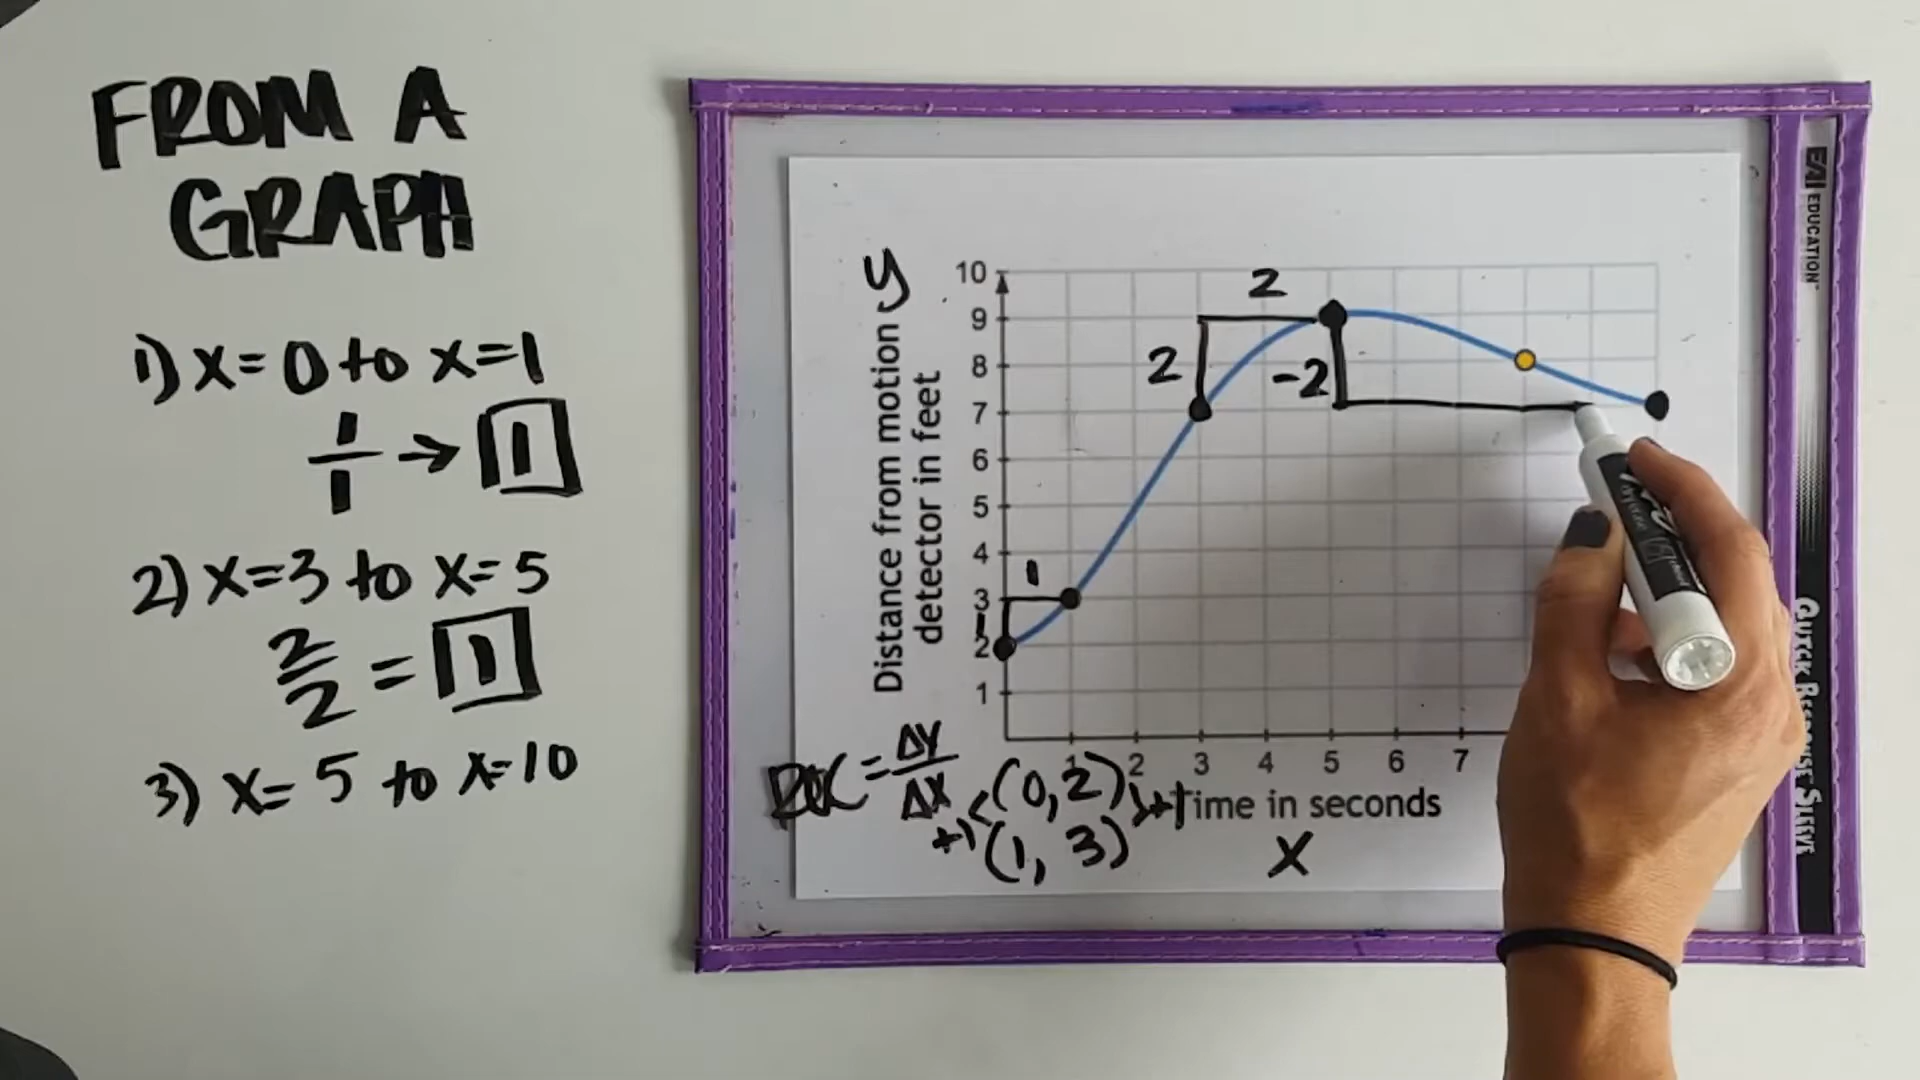 FROM A
GRAPH
1) X=0 to X=1
1/1 → 1
2) X=3 to X=5
2/2 = 1
3) X=5 to X=10
y
Distance from motion
detector in feet
10
9
8
7
6
5
4
3
2
1
1
1
2
2
-2
1 2 3 4 5 6 7
Time in seconds
X
ROC = ΔY/ΔX
(0,2)
(1, 3)
+1
+1
EAI EDUCATION
QUICK RESPONSE SLEEVE